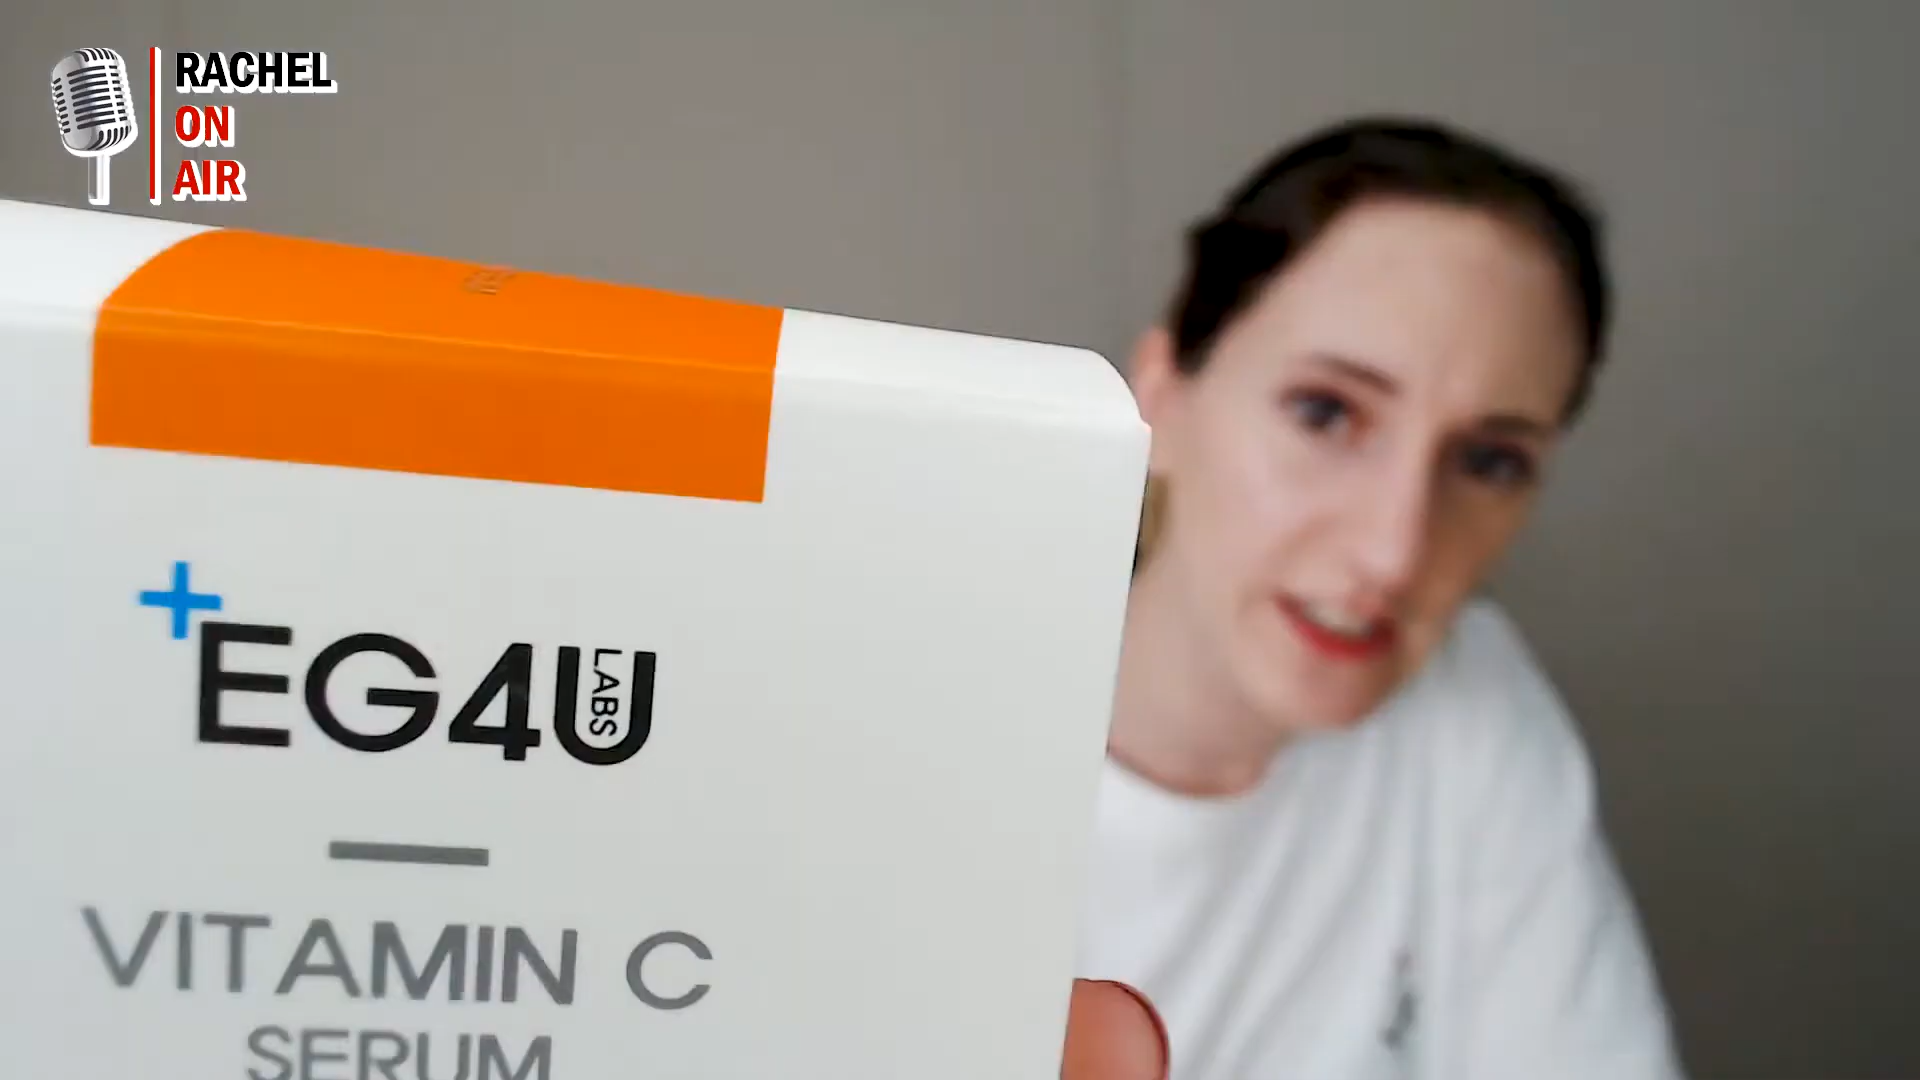 RACHEL
ON
AIR
+EG4U
LABS
VITAMIN C
SERUM